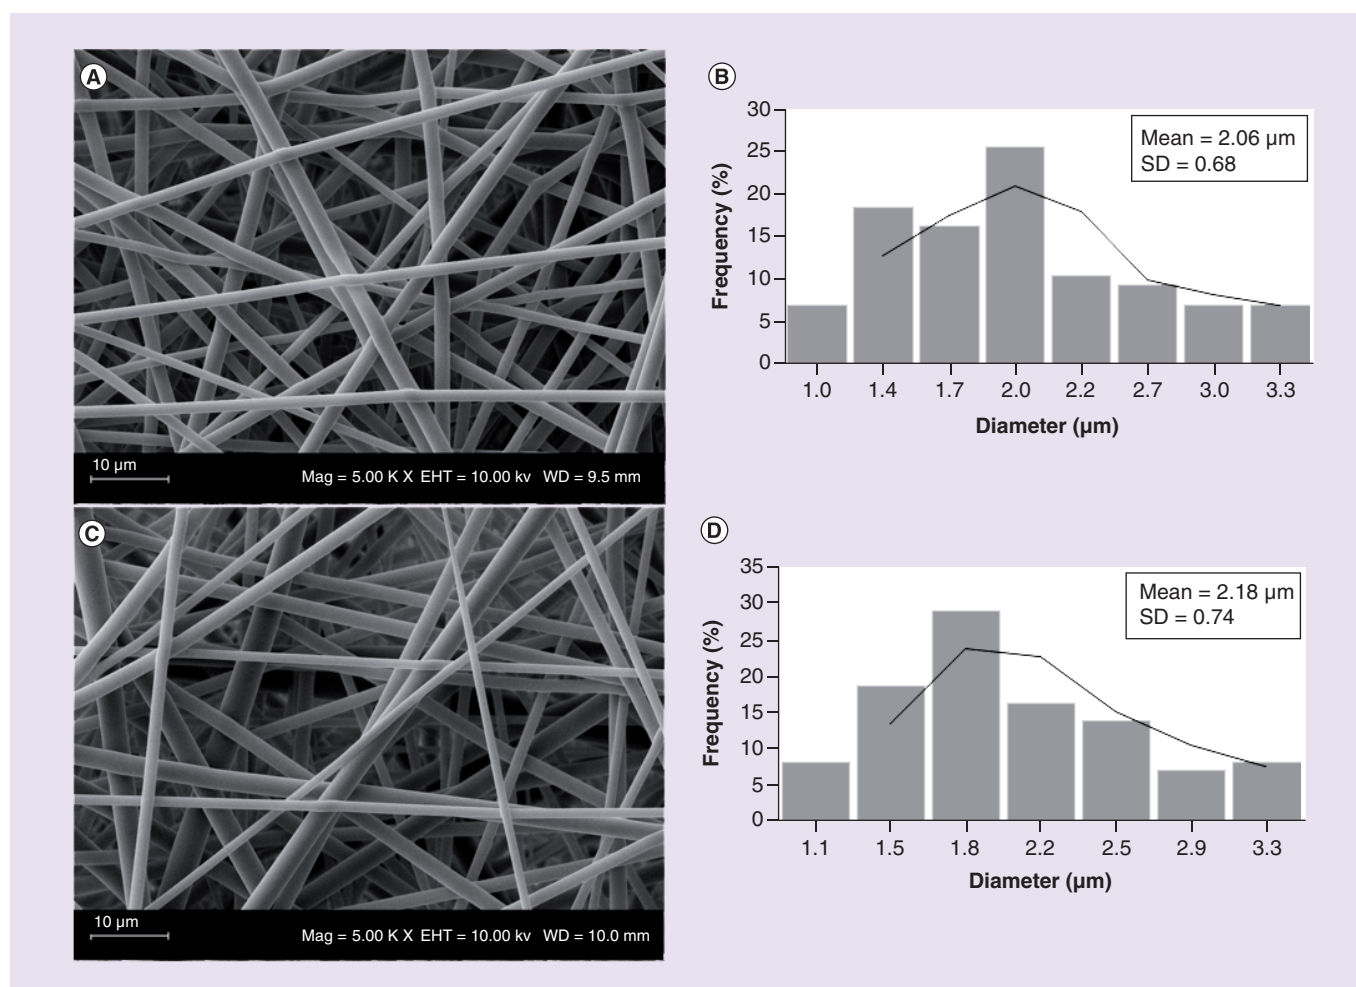 A
10 µm
Mag = 5.00 K X EHT = 10.00 kv WD = 9.5 mm
B
Frequency (%)
30
25
20
15
10
5
0
Mean = 2.06 µm
SD = 0.68
1.0 1.4 1.7 2.0 2.2 2.7 3.0 3.3
Diameter (µm)
C
10 µm
Mag = 5.00 K X EHT = 10.00 kv WD = 10.0 mm
D
Frequency (%)
35
30
25
20
15
10
5
0
Mean = 2.18 µm
SD = 0.74
1.1 1.5 1.8 2.2 2.5 2.9 3.3
Diameter (µm)